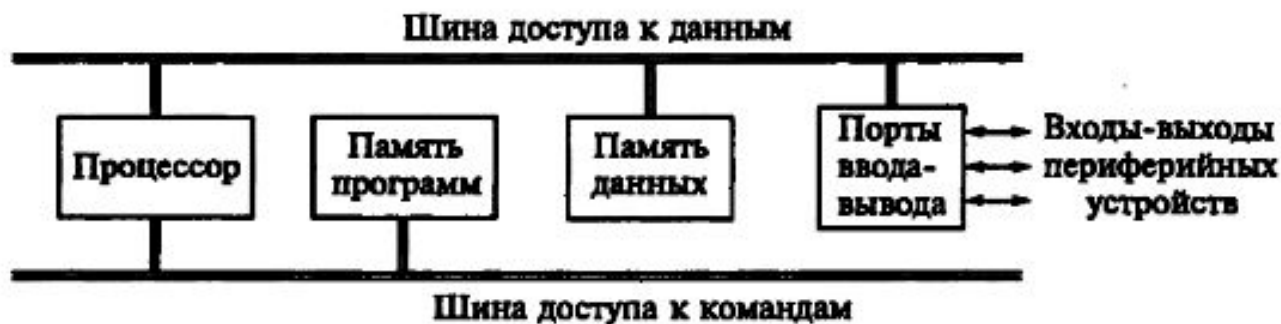 Шина доступа к данным
Процессор
Память
программ
Память
данных
Порты
ввода-
вывода
Входы-выходы
периферийных
устройств
Шина доступа к командам